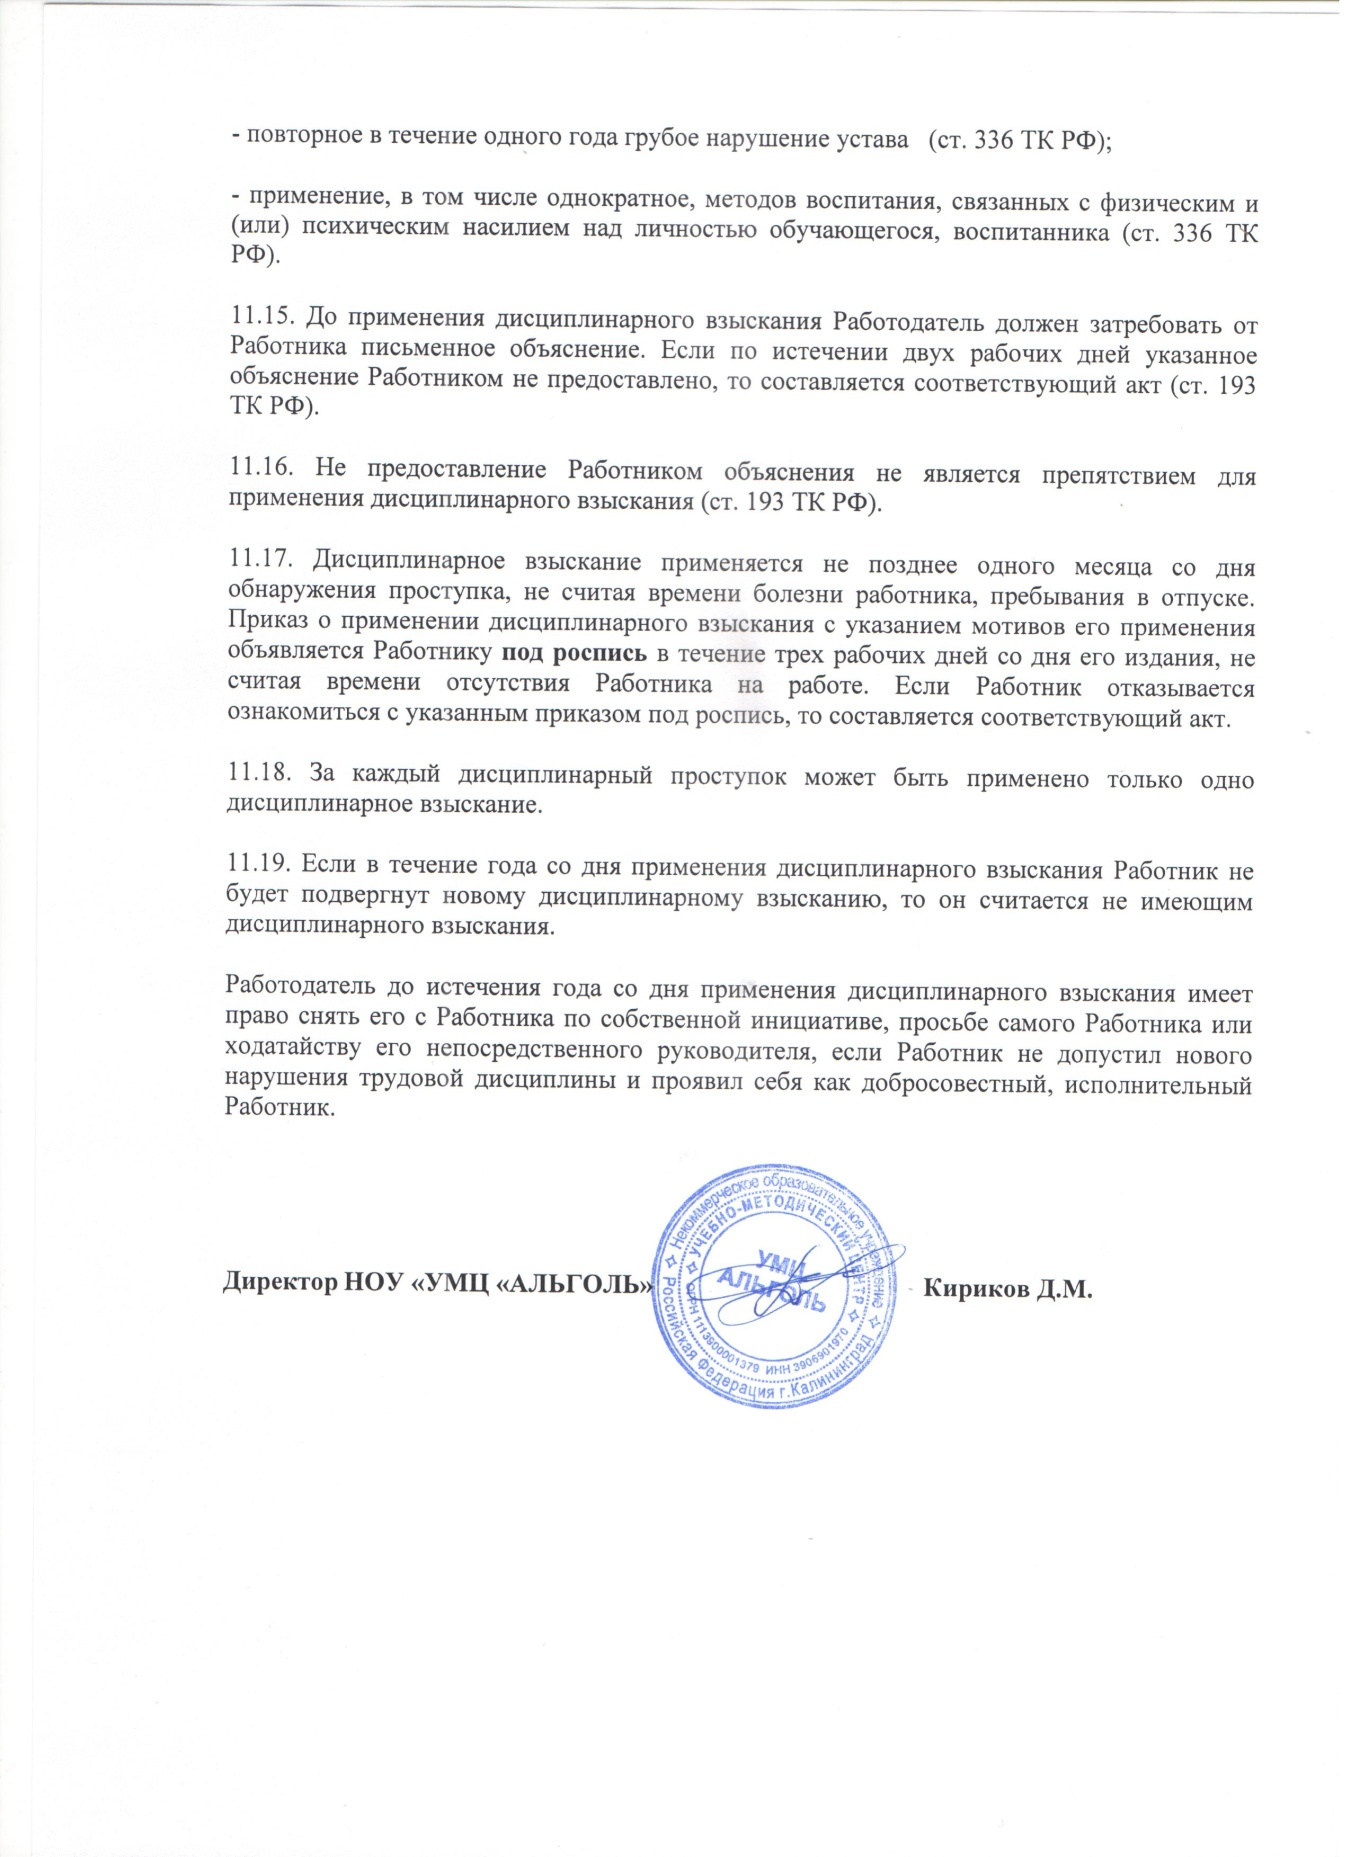 - повторное в течение одного года грубое нарушение устава (ст. 336 ТК РФ);
- применение, в том числе однократное, методов воспитания, связанных с физическим и
(или) психическим насилием над личностью обучающегося, воспитанника (ст. 336 ТК
РФ).
11.15. До применения дисциплинарного взыскания Работодатель должен затребовать от
Работника письменное объяснение. Если по истечении двух рабочих дней указанное
объяснение Работником не предоставлено, то составляется соответствующий акт (ст. 193
ТК РФ).
11.16. Не предоставление Работником объяснения не является препятствием для
применения дисциплинарного взыскания (ст. 193 ТК РФ).
11.17. Дисциплинарное взыскание применяется не позднее одного месяца со дня
обнаружения проступка, не считая времени болезни работника, пребывания в отпуске.
Приказ о применении дисциплинарного взыскания с указанием мотивов его применения
объявляется Работнику под роспись в течение трех рабочих дней со дня его издания, не
считая времени отсутствия Работника на работе. Если Работник отказывается
ознакомиться с указанным приказом под роспись, то составляется соответствующий акт.
11.18. За каждый дисциплинарный проступок может быть применено только одно
дисциплинарное взыскание.
11.19. Если в течение года со дня применения дисциплинарного взыскания Работник не
будет подвергнут новому дисциплинарному взысканию, то он считается не имеющим
дисциплинарного взыскания.
Работодатель до истечения года со дня применения дисциплинарного взыскания имеет
право снять его с Работника по собственной инициативе, просьбе самого Работника или
ходатайству его непосредственного руководителя, если Работник не допустил нового
нарушения трудовой дисциплины и проявил себя как добросовестный, исполнительный
Работник.
Директор НОУ «УМЦ «АЛЬГОЛЬ» Кириков Д.М.
Некоммерческое образовательное учреждение
Российская Федерация г.Калининград
УЧЕБНО-МЕТОДИЧЕСКИЙ ЦЕНТР
ОГРН 1113900001379 ИНН 3906901970
УМЦ
АЛЬГОЛЬ